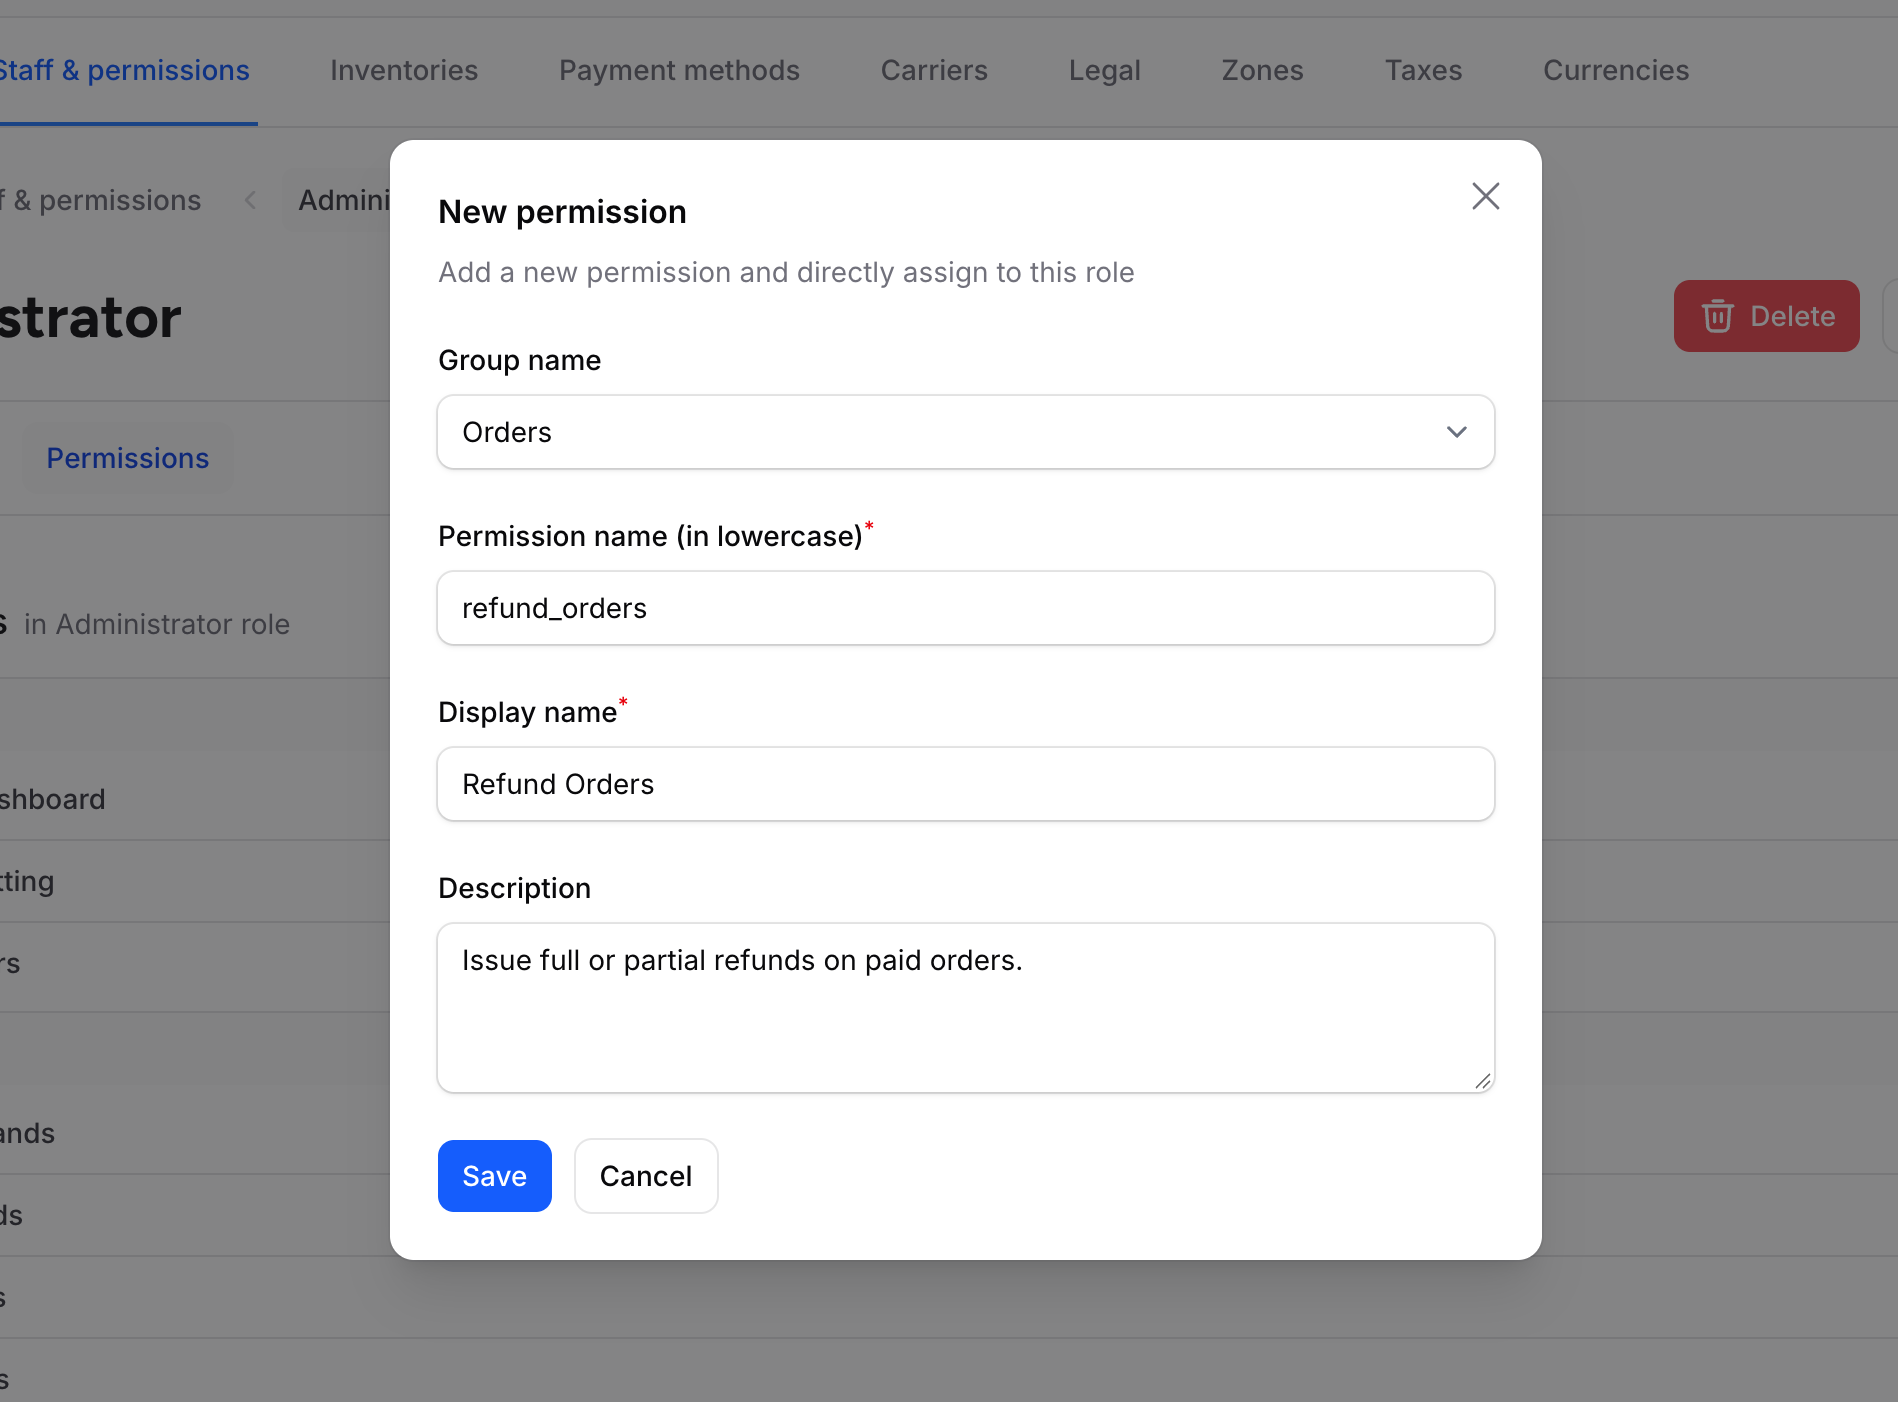 Staff & permissions Inventories Payment methods Carriers Legal Zones Taxes Currencies
& permissions Admini
New permission
Add a new permission and directly assign to this role
strator
Delete
Group name
Orders
Permissions
Permission name (in lowercase)*
refund_orders
in Administrator role
Display name*
Refund Orders
shboard
tting
Description
Issue full or partial refunds on paid orders.
rs
ands
Save Cancel
ds
s
s